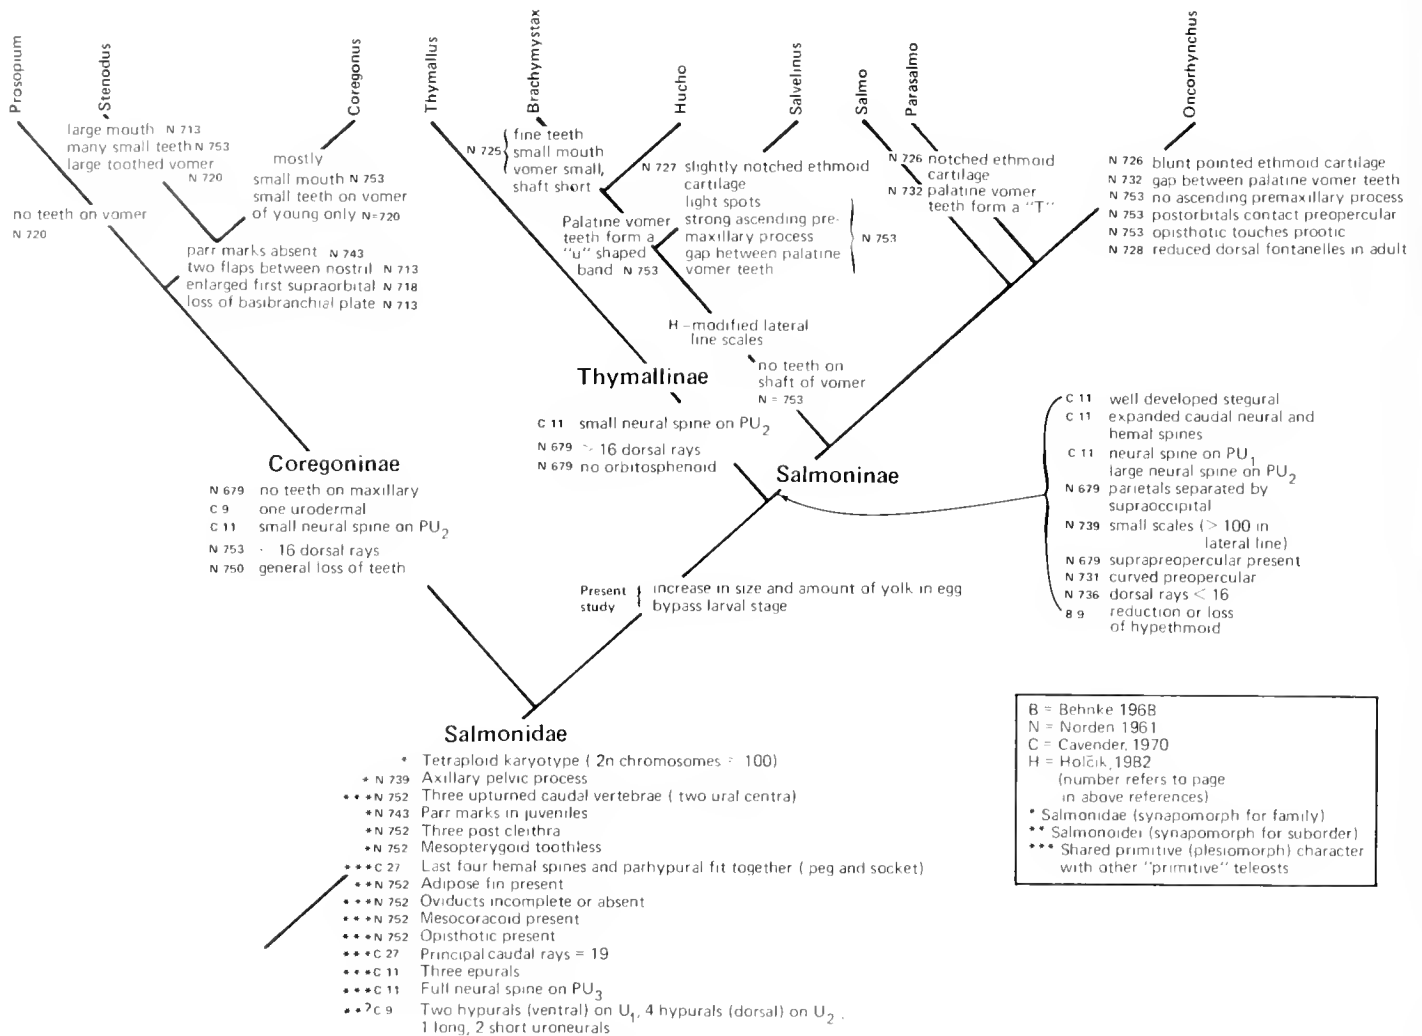 Prosopium
Stenodus
Coregonus
Thymallus
Brachymystax
Hucho
Salvelinus
Salmo
Parasalmo
Oncorhynchus
large mouth N 713
many small teeth N 753
large toothed vomer
N 720
mostly
small mouth N 753
small teeth on vomer
of young only N=720
no teeth on vomer
N 720
parr marks absent N 743
two flaps between nostril N 713
enlarged first supraorbital N 718
loss of basibranchial plate N 713
N 725 { fine teeth
small mouth
vomer small,
shaft short
Palatine vomer
teeth form a
"u" shaped
band N 753
N 727 slightly notched ethmoid
cartilage
light spots
strong ascending pre-
maxillary process
gap between palatine
vomer teeth
} N 753
N 726 notched ethmoid
cartilage
N 732 palatine vomer
teeth form a "T"
N 726 blunt pointed ethmoid cartilage
N 732 gap between palatine vomer teeth
N 753 no ascending premaxillary process
N 753 postorbitals contact preopercular
N 753 opisthotic touches prootic
N 728 reduced dorsal fontanelles in adult
H - modified lateral
line scales
no teeth on
shaft of vomer
N = 753
Thymallinae
C 11 small neural spine on PU2
N 679 > 16 dorsal rays
N 679 no orbitosphenoid
Salmoninae
C 11 well developed stegural
C 11 expanded caudal neural and
hemal spines
C 11 neural spine on PU1
large neural spine on PU2
N 679 parietals separated by
supraoccipital
N 739 small scales (> 100 in
lateral line)
N 679 suprapreopercular present
N 731 curved preopercular
N 736 dorsal rays < 16
B 9 reduction or loss
of hypethmoid
Coregoninae
N 679 no teeth on maxillary
C 9 one urodermal
C 11 small neural spine on PU2
N 753 16 dorsal rays
N 750 general loss of teeth
Present
study
{ increase in size and amount of yolk in egg
bypass larval stage
Salmonidae
* Tetraploid karyotype ( 2n chromosomes = 100)
* N 739 Axillary pelvic process
***N 752 Three upturned caudal vertebrae ( two ural centra)
*N 743 Parr marks in juveniles
*N 752 Three post cleithra
*N 752 Mesopterygoid toothless
***C 27 Last four hemal spines and parhypural fit together ( peg and socket)
**N 752 Adipose fin present
***N 752 Oviducts incomplete or absent
***N 752 Mesocoracoid present
***N 752 Opisthotic present
***C 27 Principal caudal rays = 19
***C 11 Three epurals
***C 11 Full neural spine on PU3
**?C 9 Two hypurals (ventral) on U1, 4 hypurals (dorsal) on U2 .
1 long, 2 short uroneurals
B = Behnke 1968
N = Norden 1961
C = Cavender, 1970
H = Holčik, 1982
(number refers to page
in above references)
* Salmonidae (synapomorph for family)
** Salmonoidei (synapomorph for suborder)
*** Shared primitive (plesiomorph) character
with other "primitive" teleosts